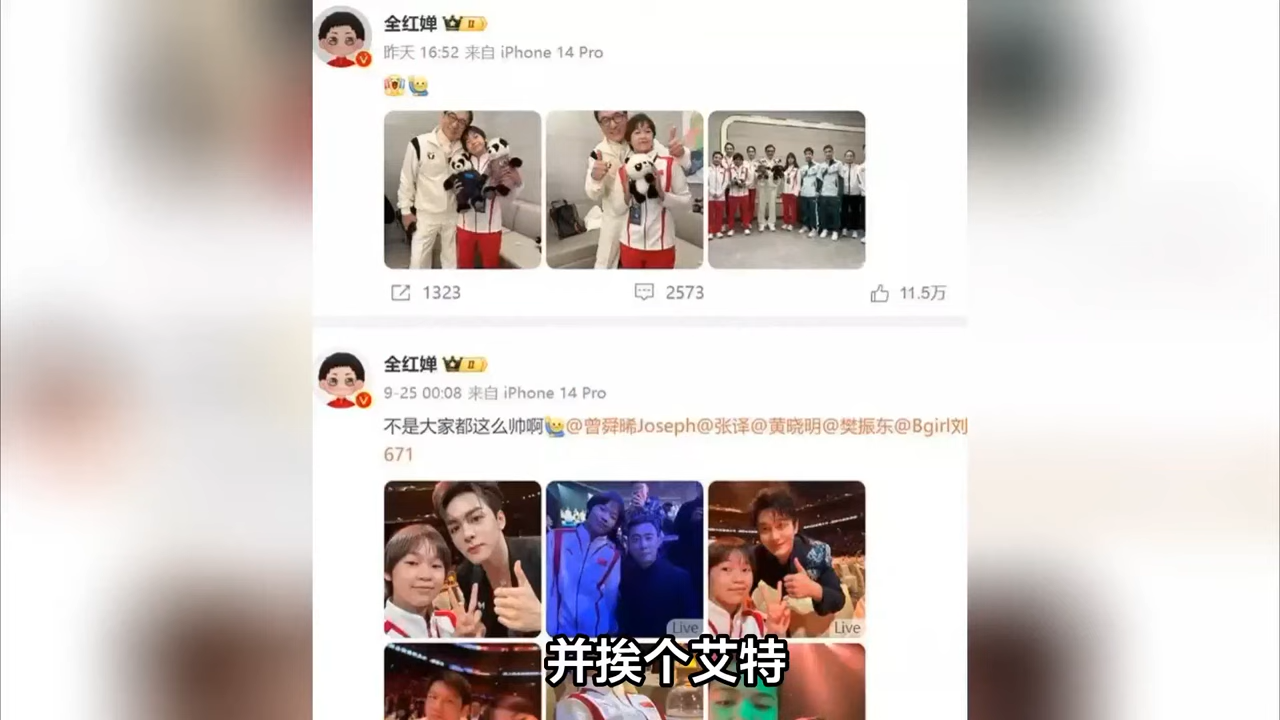 全红婵 II
昨天 16:52 来自 iPhone 14 Pro
1323 2573 11.5万
全红婵 II
9-25 00:08 来自 iPhone 14 Pro
不是大家都这么帅啊@曾舜晞Joseph@张译@黄晓明@樊振东@Bgirl刘
671
Live Live
并挨个艾特